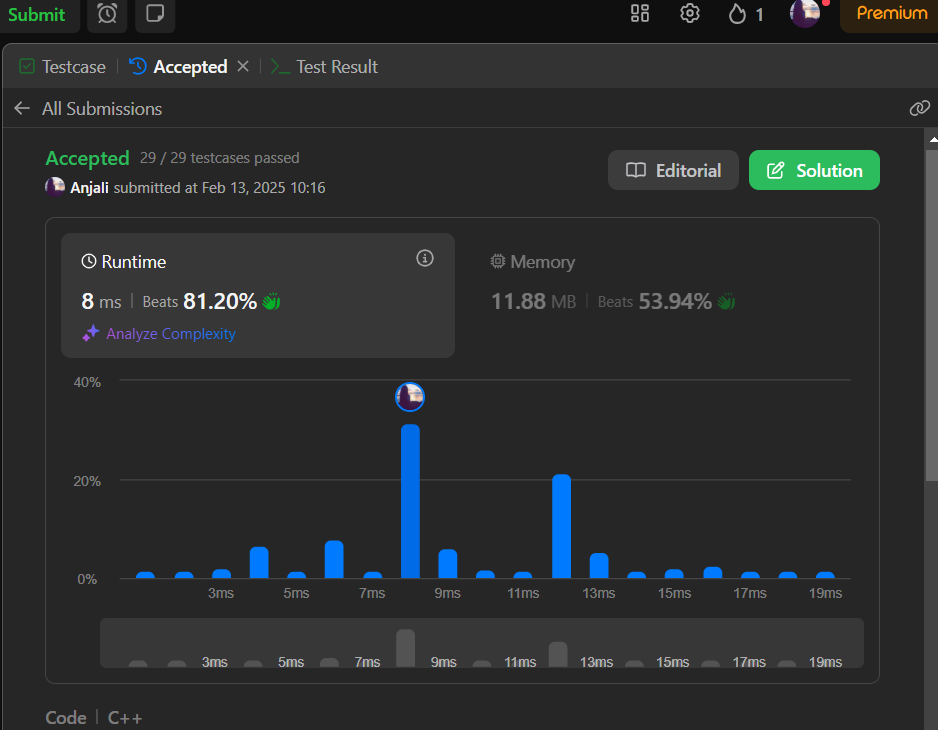 Submit 1 Premium
Testcase Accepted Test Result
All Submissions
Accepted 29 / 29 testcases passed
Anjali submitted at Feb 13, 2025 10:16
Editorial Solution
Runtime
8 ms Beats 81.20%
Analyze Complexity
Memory
11.88 MB Beats 53.94%
40%
20%
0%
3ms 5ms 7ms 9ms 11ms 13ms 15ms 17ms 19ms
3ms 5ms 7ms 9ms 11ms 13ms 15ms 17ms 19ms
Code C++